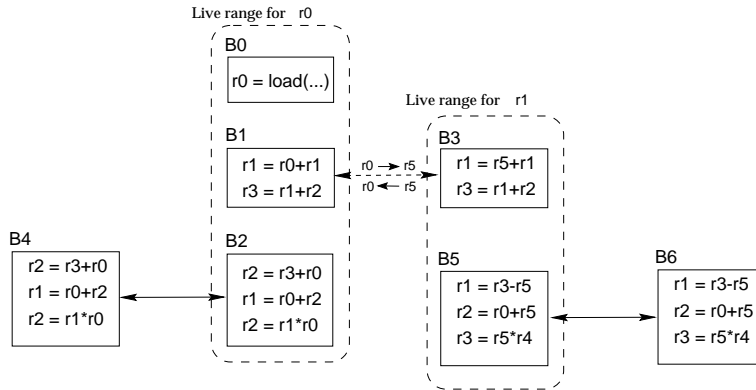 Live range for r0
B0
r0 = load(...)
Live range for r1
B1
r1 = r0+r1
r3 = r1+r2
r0 → r5
r0 ← r5
B3
r1 = r5+r1
r3 = r1+r2
B4
r2 = r3+r0
r1 = r0+r2
r2 = r1*r0
B2
r2 = r3+r0
r1 = r0+r2
r2 = r1*r0
B5
r1 = r3-r5
r2 = r0+r5
r3 = r5*r4
B6
r1 = r3-r5
r2 = r0+r5
r3 = r5*r4